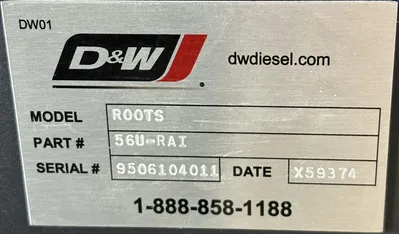 DW01
D&W ®
dwdiesel.com
MODEL ROOTS
PART # 56U-RAI
SERIAL # 9506104011 DATE X59374
1-888-858-1188